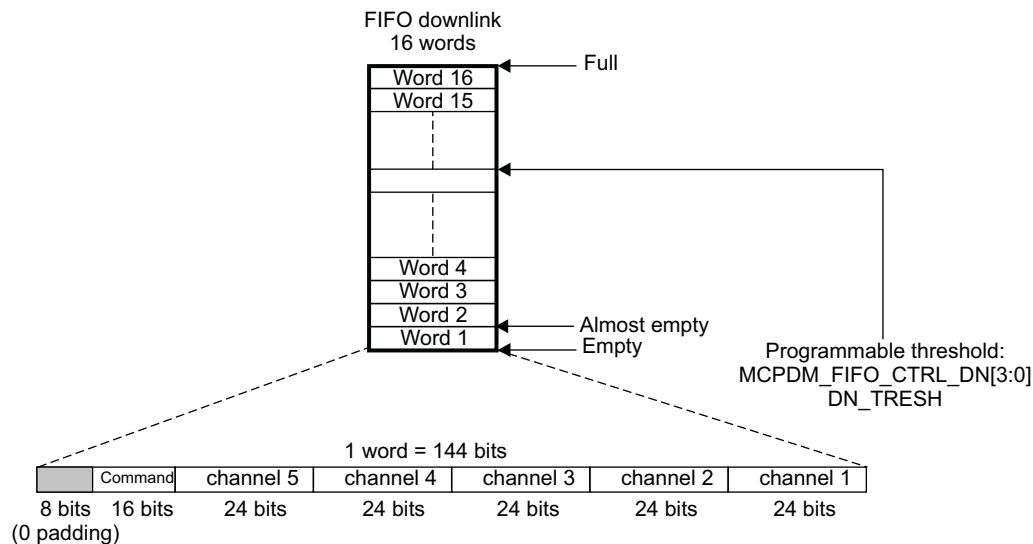 FIFO downlink
16 words
Full
Word 16
Word 15
Word 4
Word 3
Word 2
Almost empty
Word 1
Empty
Programmable threshold:
MCPDM_FIFO_CTRL_DN[3:0]
DN_TRESH
1 word = 144 bits
Command channel 5 channel 4 channel 3 channel 2 channel 1
8 bits 16 bits 24 bits 24 bits 24 bits 24 bits 24 bits
(0 padding)